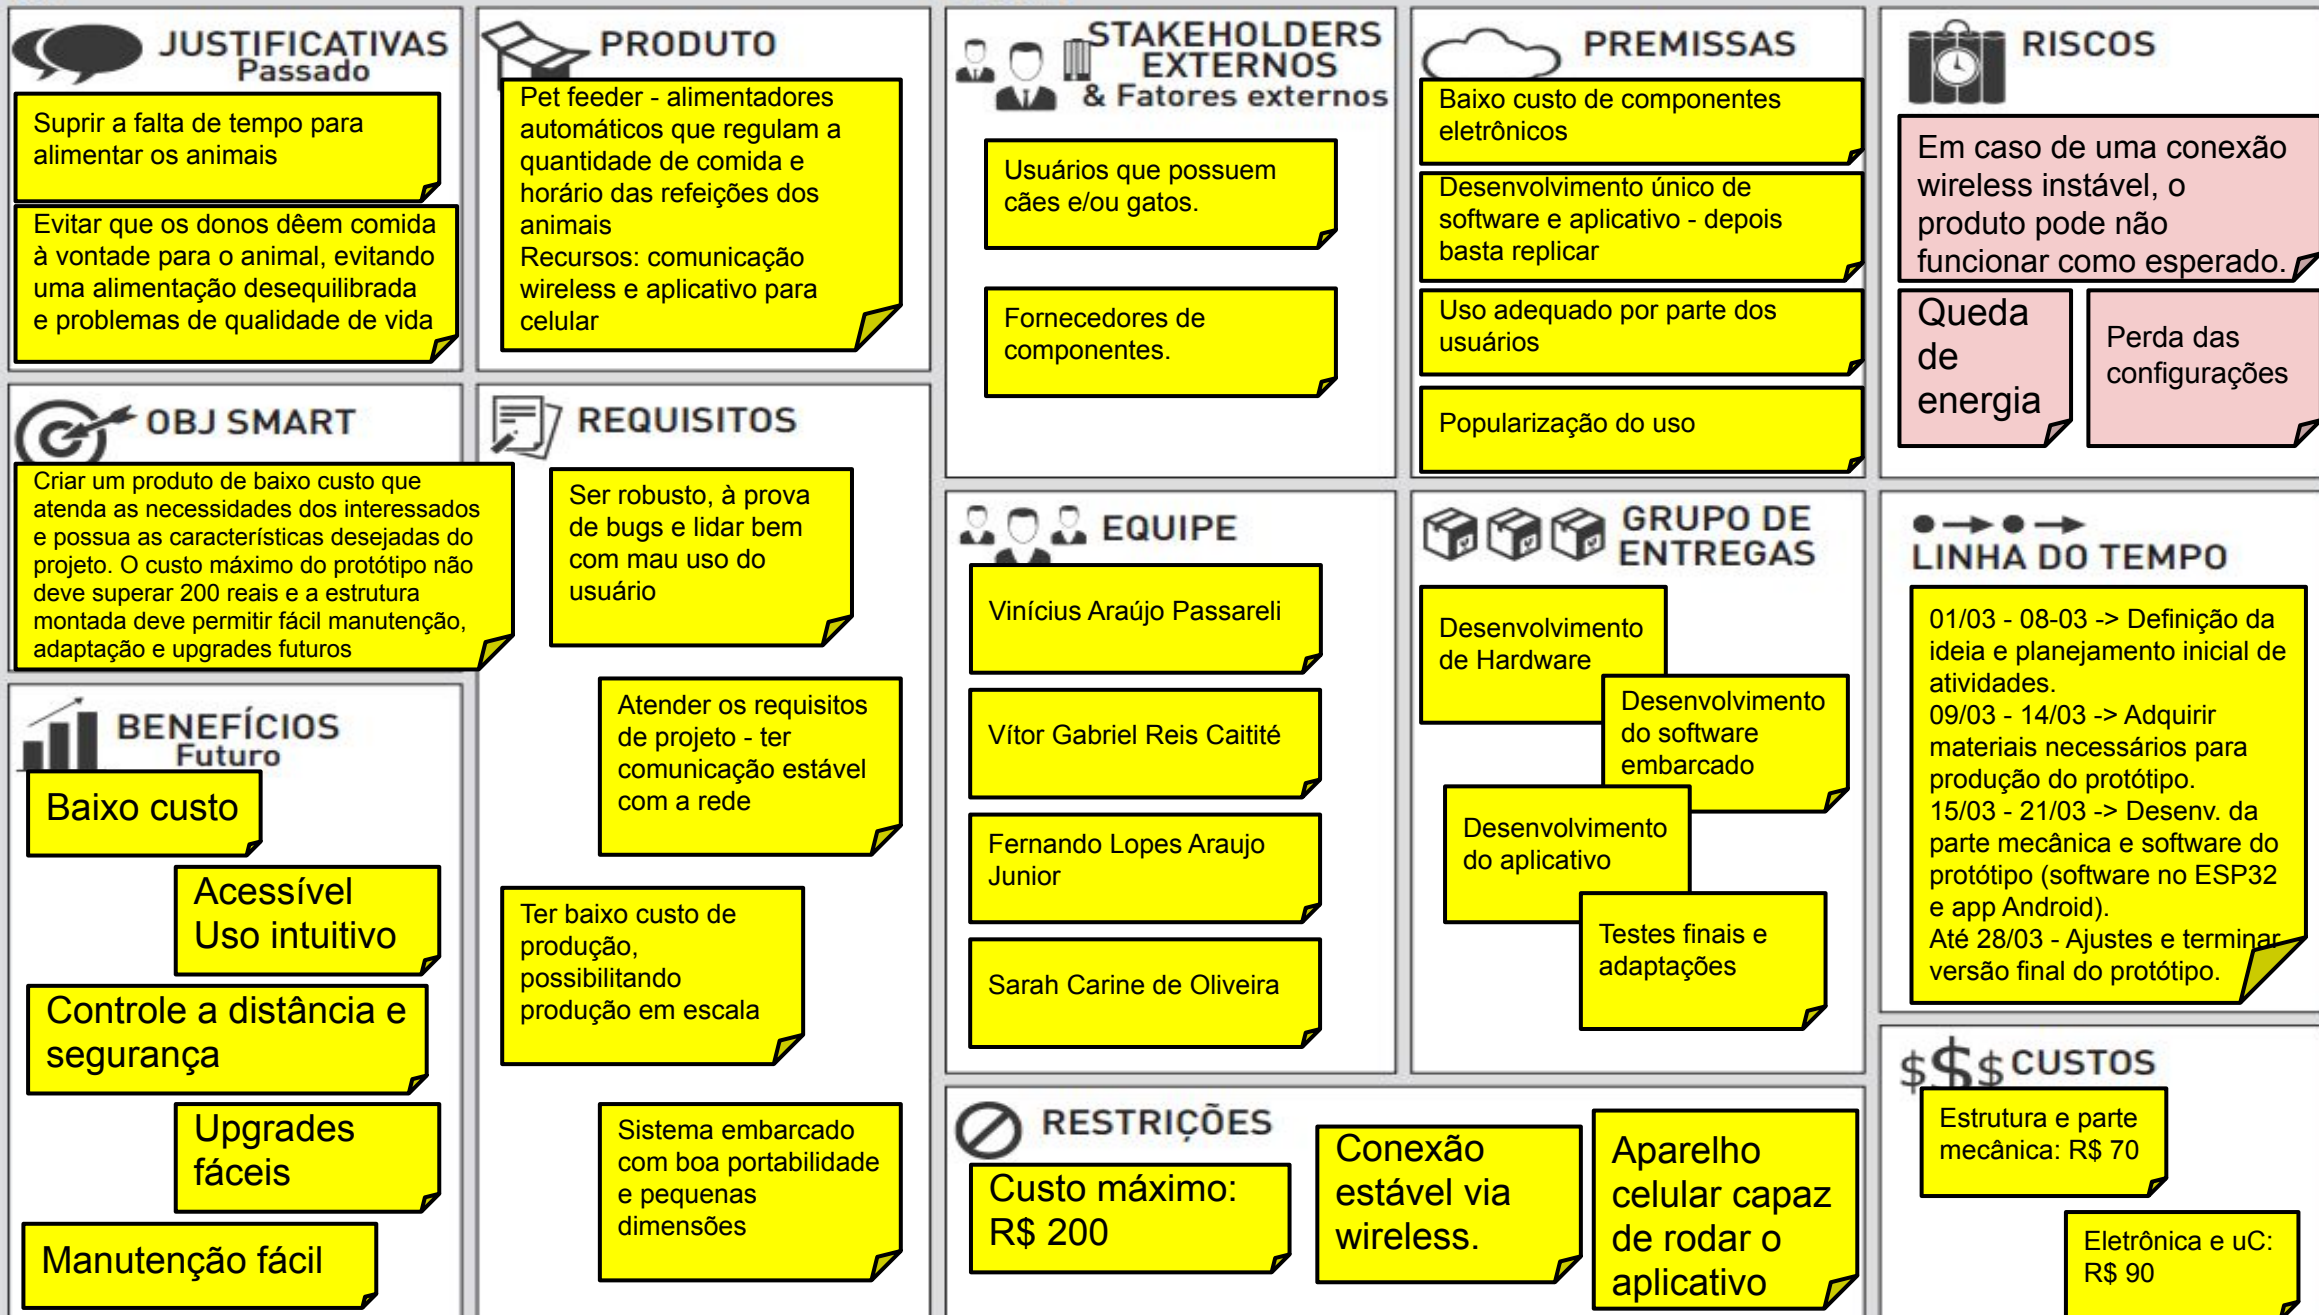 JUSTIFICATIVAS
Passado
Suprir a falta de tempo para
alimentar os animais
Evitar que os donos dêem comida
à vontade para o animal, evitando
uma alimentação desequilibrada
e problemas de qualidade de vida
PRODUTO
Pet feeder - alimentadores
automáticos que regulam a
quantidade de comida e
horário das refeições dos
animais
Recursos: comunicação
wireless e aplicativo para
celular
STAKEHOLDERS
EXTERNOS
& Fatores externos
Usuários que possuem
cães e/ou gatos.
Fornecedores de
componentes.
PREMISSAS
Baixo custo de componentes
eletrônicos
Desenvolvimento único de
software e aplicativo - depois
basta replicar
Uso adequado por parte dos
usuários
Popularização do uso
RISCOS
Em caso de uma conexão
wireless instável, o
produto pode não
funcionar como esperado.
Queda
de
energia
Perda das
configurações
OBJ SMART
Criar um produto de baixo custo que
atenda as necessidades dos interessados
e possua as características desejadas do
projeto. O custo máximo do protótipo não
deve superar 200 reais e a estrutura
montada deve permitir fácil manutenção,
adaptação e upgrades futuros
REQUISITOS
Ser robusto, à prova
de bugs e lidar bem
com mau uso do
usuário
Atender os requisitos
de projeto - ter
comunicação estável
com a rede
Ter baixo custo de
produção,
possibilitando
produção em escala
Sistema embarcado
com boa portabilidade
e pequenas
dimensões
EQUIPE
Vinícius Araújo Passareli
Vítor Gabriel Reis Caitité
Fernando Lopes Araujo
Junior
Sarah Carine de Oliveira
GRUPO DE
ENTREGAS
Desenvolvimento
de Hardware
Desenvolvimento
do software
embarcado
Desenvolvimento
do aplicativo
Testes finais e
adaptações
LINHA DO TEMPO
01/03 - 08-03 -> Definição da
ideia e planejamento inicial de
atividades.
09/03 - 14/03 -> Adquirir
materiais necessários para
produção do protótipo.
15/03 - 21/03 -> Desenv. da
parte mecânica e software do
protótipo (software no ESP32
e app Android).
Até 28/03 - Ajustes e terminar
versão final do protótipo.
BENEFÍCIOS
Futuro
Baixo custo
Acessível
Uso intuitivo
Controle a distância e
segurança
Upgrades
fáceis
Manutenção fácil
RESTRIÇÕES
Custo máximo:
R$ 200
Conexão
estável via
wireless.
Aparelho
celular capaz
de rodar o
aplicativo
$$$ CUSTOS
Estrutura e parte
mecânica: R$ 70
Eletrônica e uC:
R$ 90